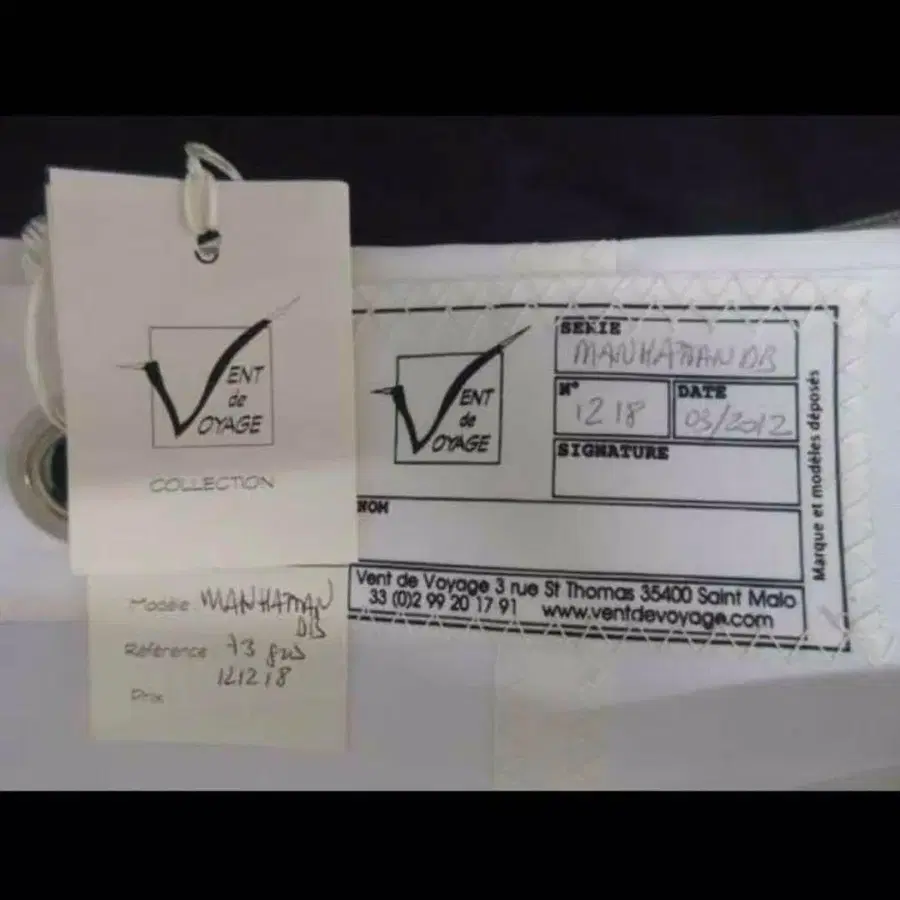 VENT
de
VOYAGE
COLLECTION
Modèle MANHATTAN
DB
Référence 73 gus
121218
Prix
VENT
de
VOYAGE
SERIE
MANHATTAN DB
N°
1218
DATE
03/2012
SIGNATURE
NOM
Vent de Voyage 3 rue St Thomas 35400 Saint Malo
33 (0)2 99 20 17 91 www.ventdevoyage.com
Marque et modèles déposés